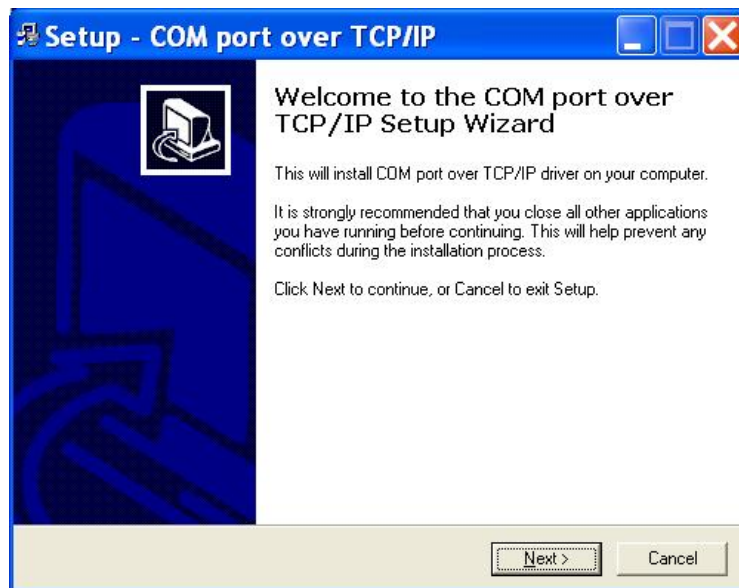 Setup - COM port over TCP/IP
Welcome to the COM port over
TCP/IP Setup Wizard
This will install COM port over TCP/IP driver on your computer.
It is strongly recommended that you close all other applications
you have running before continuing. This will help prevent any
conflicts during the installation process.
Click Next to continue, or Cancel to exit Setup.
Next >
Cancel